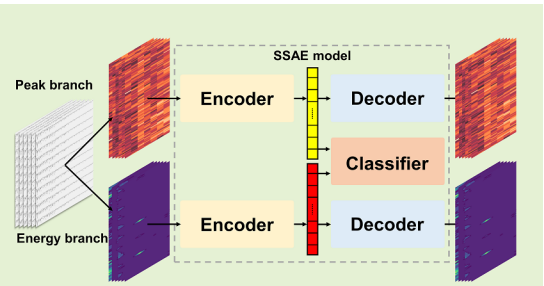 SSAE model
Peak branch
Encoder
Decoder
Classifier
Energy branch
Encoder
Decoder